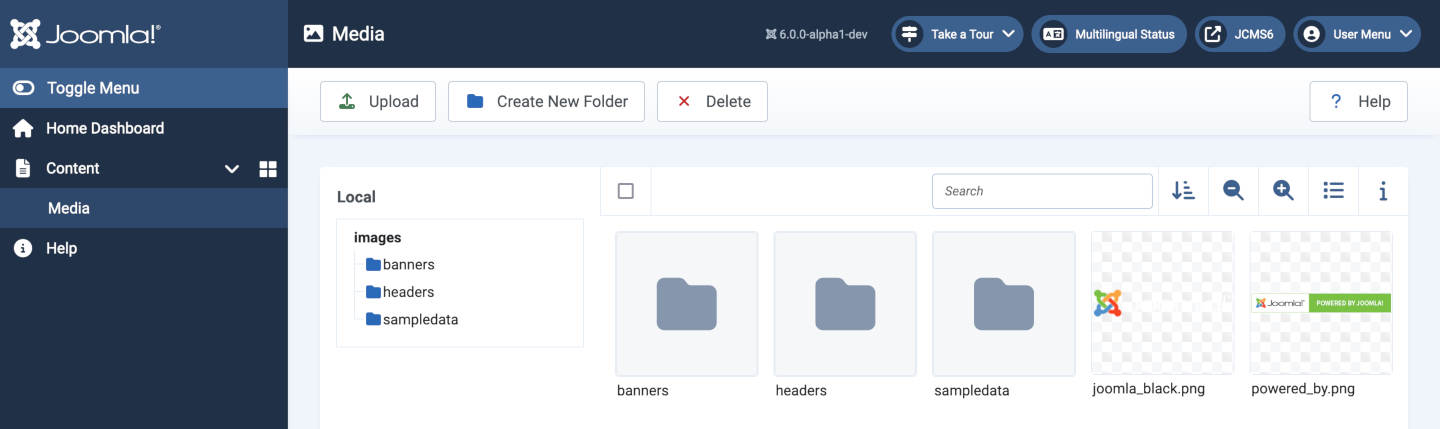 Joomla!®
Media
6.0.0-alpha1-dev
Take a Tour
Multilingual Status
JCMS6
User Menu
Toggle Menu
Home Dashboard
Content
Media
Help
Upload
Create New Folder
Delete
? Help
Local
images
banners
headers
sampledata
Search
banners
headers
sampledata
joomla_black.png
Joomla!
POWERED BY JOOMLA!
powered_by.png